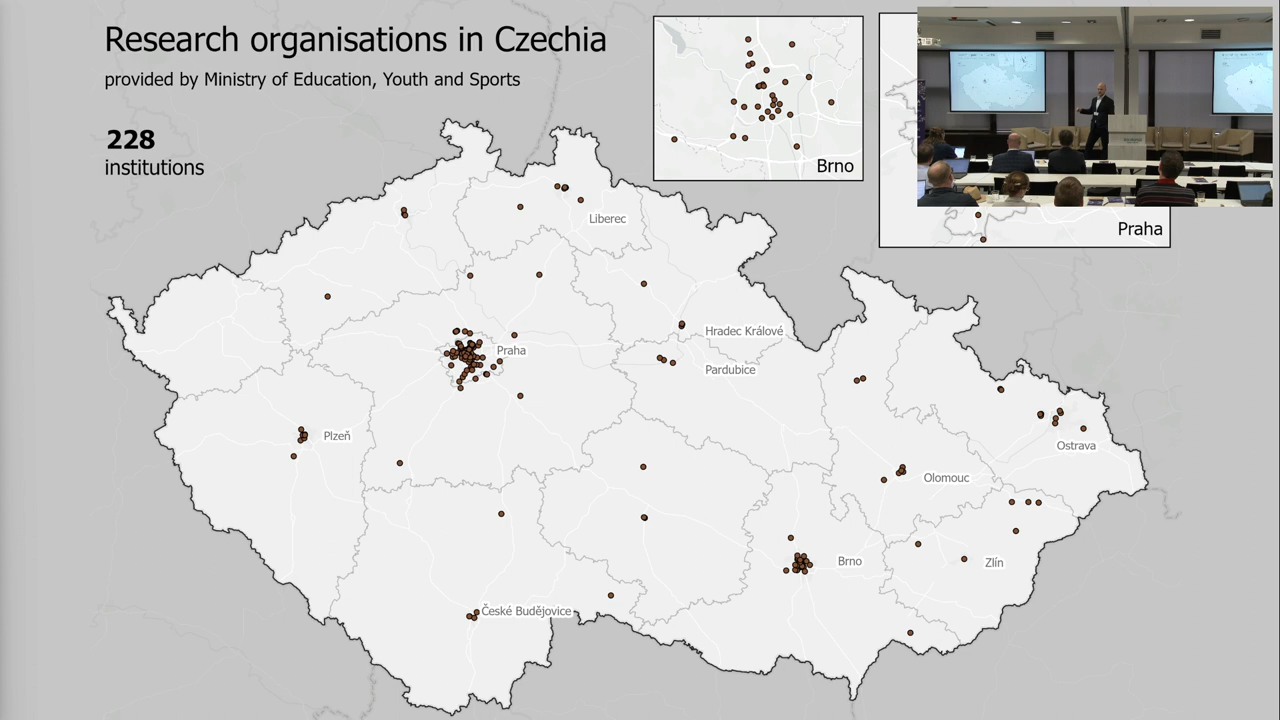 Research organisations in Czechia
provided by Ministry of Education, Youth and Sports
228
institutions
Brno
Praha
Liberec
Hradec Králové
Praha
Pardubice
Plzeň
Ostrava
Olomouc
Brno
Zlín
České Budějovice